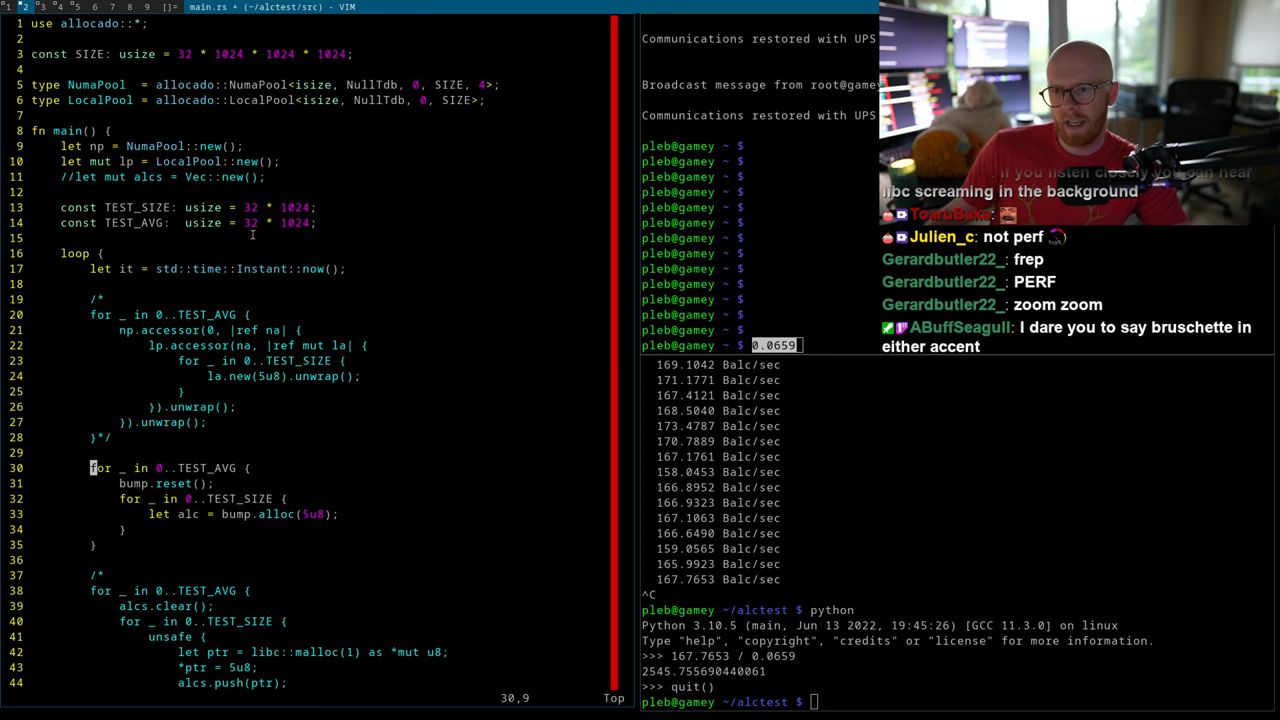 1 2 3 4 5 6 7 8 9 []= main.rs + (~/alctest/src) - VIM
1 use allocado::*;
2
3 const SIZE: usize = 32 * 1024 * 1024 * 1024;
4
5 type NumaPool  = allocado::NumaPool<isize, NullTdb, 0, SIZE, 4>;
6 type LocalPool = allocado::LocalPool<isize, NullTdb, 0, SIZE>;
7
8 fn main() {
9     let np = NumaPool::new();
10     let mut lp = LocalPool::new();
11     //let mut alcs = Vec::new();
12
13     const TEST_SIZE: usize = 32 * 1024;
14     const TEST_AVG:  usize = 32 * 1024;
15
16     loop {
17         let it = std::time::Instant::now();
18
19         /*
20         for _ in 0..TEST_AVG {
21             np.accessor(0, |ref na| {
22                 lp.accessor(na, |ref mut la| {
23                     for _ in 0..TEST_SIZE {
24                         la.new(5u8).unwrap();
25                     }
26                 }).unwrap();
27             }).unwrap();
28         }*/
29
30         for _ in 0..TEST_AVG {
31             bump.reset();
32             for _ in 0..TEST_SIZE {
33                 let alc = bump.alloc(5u8);
34             }
35         }
36
37         /*
38         for _ in 0..TEST_AVG {
39             alcs.clear();
40             for _ in 0..TEST_SIZE {
41                 unsafe {
42                     let ptr = libc::malloc(1) as *mut u8;
43                     *ptr = 5u8;
44                     alcs.push(ptr);
30,9 Top
Communications restored with UPS
Broadcast message from root@gamey
Communications restored with UPS
pleb@gamey ~ $
pleb@gamey ~ $
pleb@gamey ~ $
pleb@gamey ~ $
pleb@gamey ~ $
pleb@gamey ~ $
pleb@gamey ~ $
pleb@gamey ~ $
pleb@gamey ~ $
pleb@gamey ~ $
pleb@gamey ~ $
pleb@gamey ~ $
pleb@gamey ~ $
pleb@gamey ~ $ 0.0659
169.1042 Balc/sec
171.1771 Balc/sec
167.4121 Balc/sec
168.5040 Balc/sec
173.4787 Balc/sec
170.7889 Balc/sec
167.1761 Balc/sec
158.0453 Balc/sec
166.8952 Balc/sec
166.9323 Balc/sec
167.1063 Balc/sec
166.6490 Balc/sec
159.0565 Balc/sec
165.9923 Balc/sec
167.7653 Balc/sec
^C
pleb@gamey ~/alctest $ python
Python 3.10.5 (main, Jun 13 2022, 19:45:26) [GCC 11.3.0] on linux
Type "help", "copyright", "credits" or "license" for more information.
>>> 167.7653 / 0.0659
2545.755690440061
>>> quit()
pleb@gamey ~/alctest $
if you listen closely you can hear
libc screaming in the background
ToaruBaka:
Julien_c: not perf
Gerardbutler22_: frep
Gerardbutler22_: PERF
Gerardbutler22_: zoom zoom
ABuffSeagull: I dare you to say bruschette in
either accent